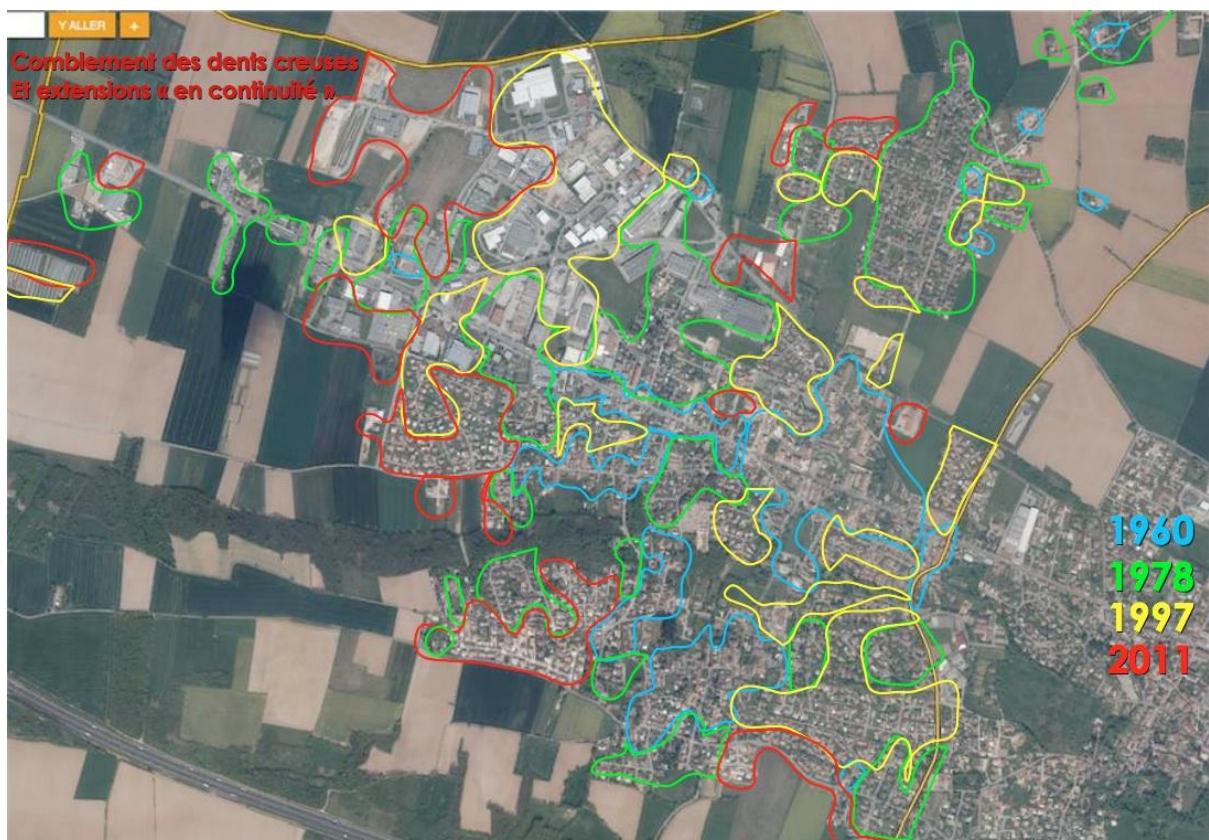 Y ALLER +
Comblement des dents creuses
Et extensions « en continuité »
1960
1978
1997
2011